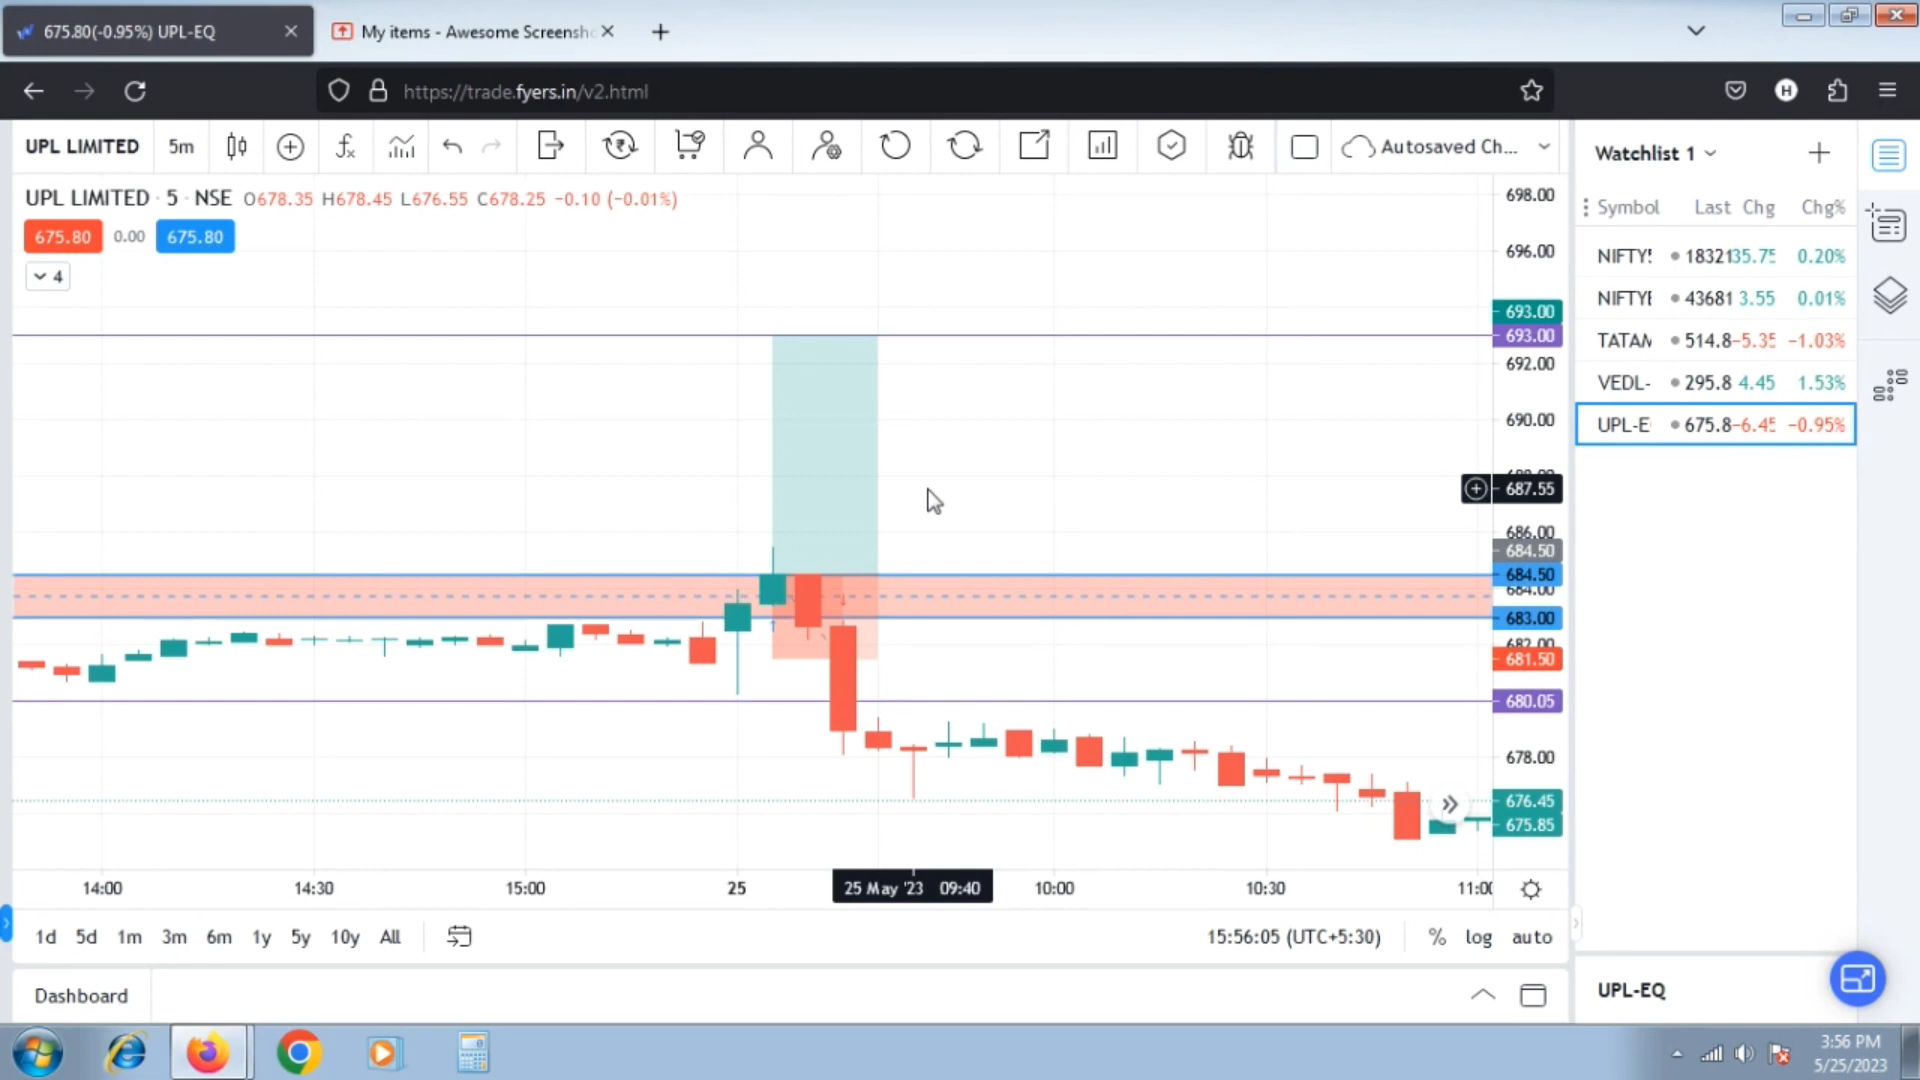 675.80(-0.95%) UPL-EQ
My items - Awesome Screensh
https://trade.fyers.in/v2.html
UPL LIMITED 5m
Autosaved Ch...
UPL LIMITED · 5 · NSE O678.35 H678.45 L676.55 C678.25 −0.10 (−0.01%)
675.80 0.00 675.80
4
698.00
696.00
693.00
693.00
692.00
690.00
687.55
686.00
684.50
684.50
684.00
683.00
682.00
681.50
680.05
678.00
676.45
675.85
14:00 14:30 15:00 25 25 May '23 09:40 10:00 10:30 11:00
1d 5d 1m 3m 6m 1y 5y 10y All
15:56:05 (UTC+5:30) % log auto
Dashboard
Watchlist 1
Symbol Last Chg Chg%
NIFTY! 18321 35.75 0.20%
NIFTYE 43681 3.55 0.01%
TATAM 514.8 −5.35 −1.03%
VEDL- 295.8 4.45 1.53%
UPL-E 675.8 −6.45 −0.95%
UPL-EQ
3:56 PM
5/25/2023